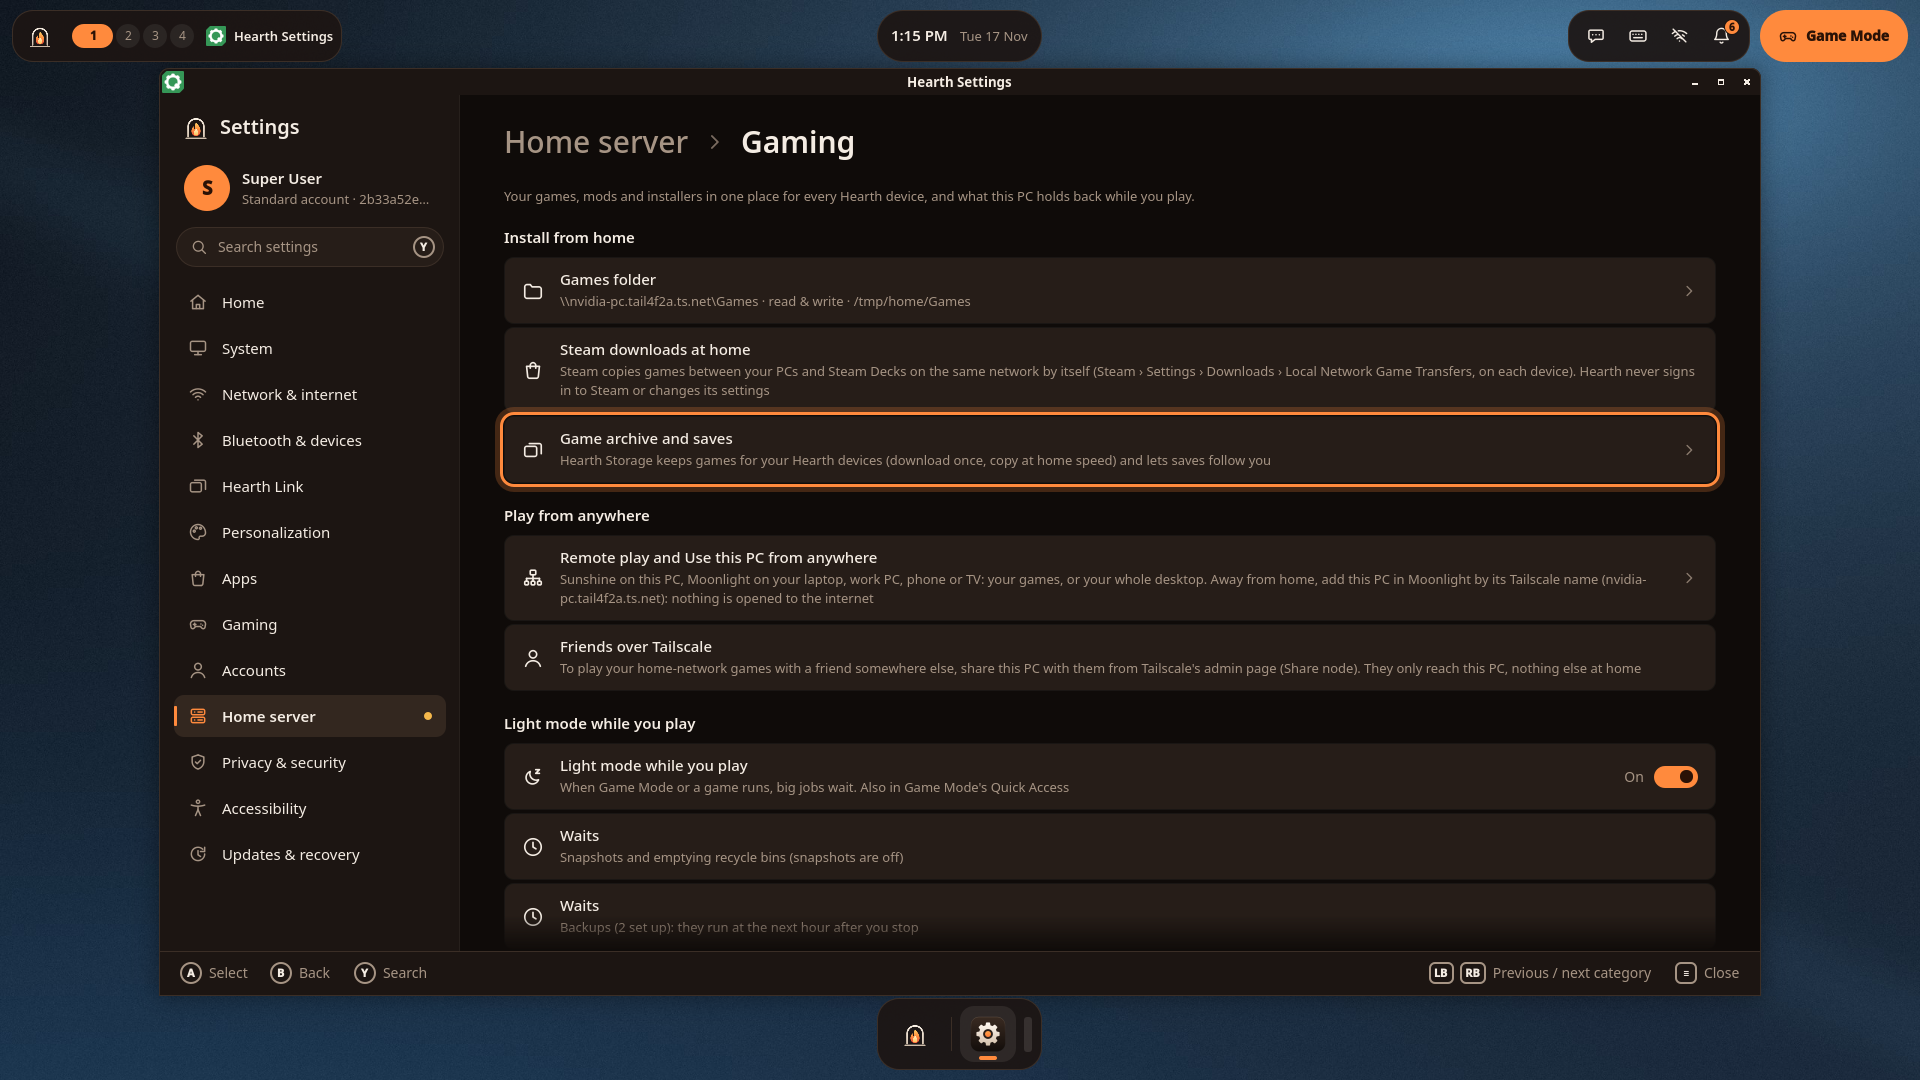 1
2
3
4
Hearth Settings
1:15 PM Tue 17 Nov
6
Game Mode
Hearth Settings
Settings
S
Super User
Standard account · 2b33a52e...
Search settings
Y
Home
System
Network & internet
Bluetooth & devices
Hearth Link
Personalization
Apps
Gaming
Accounts
Home server
Privacy & security
Accessibility
Updates & recovery
Home server > Gaming
Your games, mods and installers in one place for every Hearth device, and what this PC holds back while you play.
Install from home
Games folder
\\nvidia-pc.tail4f2a.ts.net\Games · read & write · /tmp/home/Games
Steam downloads at home
Steam copies games between your PCs and Steam Decks on the same network by itself (Steam › Settings › Downloads › Local Network Game Transfers, on each device). Hearth never signs
in to Steam or changes its settings
Game archive and saves
Hearth Storage keeps games for your Hearth devices (download once, copy at home speed) and lets saves follow you
Play from anywhere
Remote play and Use this PC from anywhere
Sunshine on this PC, Moonlight on your laptop, work PC, phone or TV: your games, or your whole desktop. Away from home, add this PC in Moonlight by its Tailscale name (nvidia-
pc.tail4f2a.ts.net): nothing is opened to the internet
Friends over Tailscale
To play your home-network games with a friend somewhere else, share this PC with them from Tailscale's admin page (Share node). They only reach this PC, nothing else at home
Light mode while you play
Light mode while you play
When Game Mode or a game runs, big jobs wait. Also in Game Mode's Quick Access
On
Waits
Snapshots and emptying recycle bins (snapshots are off)
Waits
Backups (2 set up): they run at the next hour after you stop
A Select
B Back
Y Search
LB RB Previous / next category
≡ Close